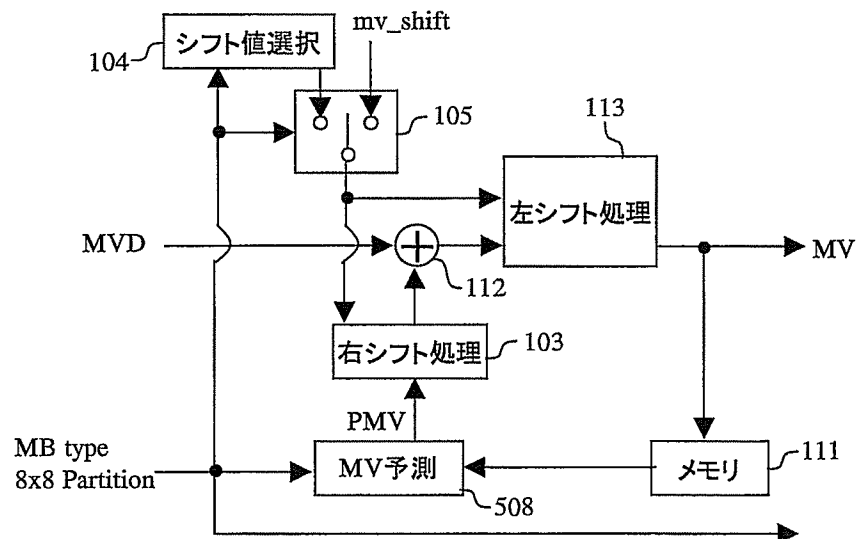 mv_shift
シフト値選択
104
105
113
左シフト処理
MVD
MV
112
右シフト処理
103
PMV
MB type
8x8 Partition
MV予測
メモリ
111
508